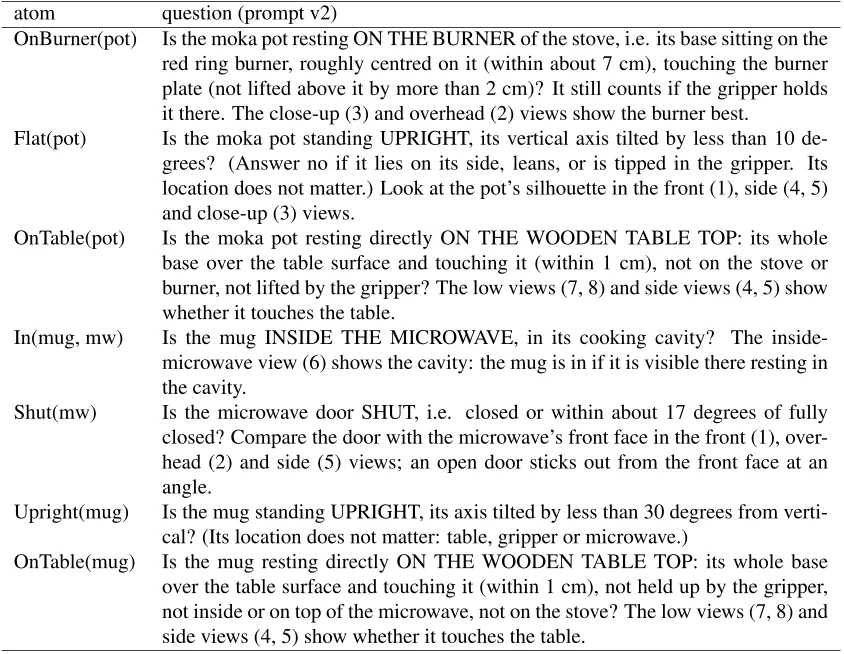 atom question (prompt v2)
OnBurner(pot) Is the moka pot resting ON THE BURNER of the stove, i.e. its base sitting on the
red ring burner, roughly centred on it (within about 7 cm), touching the burner
plate (not lifted above it by more than 2 cm)? It still counts if the gripper holds
it there. The close-up (3) and overhead (2) views show the burner best.
Flat(pot) Is the moka pot standing UPRIGHT, its vertical axis tilted by less than 10 de-
grees? (Answer no if it lies on its side, leans, or is tipped in the gripper. Its
location does not matter.) Look at the pot's silhouette in the front (1), side (4, 5)
and close-up (3) views.
OnTable(pot) Is the moka pot resting directly ON THE WOODEN TABLE TOP: its whole
base over the table surface and touching it (within 1 cm), not on the stove or
burner, not lifted by the gripper? The low views (7, 8) and side views (4, 5) show
whether it touches the table.
In(mug, mw) Is the mug INSIDE THE MICROWAVE, in its cooking cavity? The inside-
microwave view (6) shows the cavity: the mug is in if it is visible there resting in
the cavity.
Shut(mw) Is the microwave door SHUT, i.e. closed or within about 17 degrees of fully
closed? Compare the door with the microwave's front face in the front (1), over-
head (2) and side (5) views; an open door sticks out from the front face at an
angle.
Upright(mug) Is the mug standing UPRIGHT, its axis tilted by less than 30 degrees from verti-
cal? (Its location does not matter: table, gripper or microwave.)
OnTable(mug) Is the mug resting directly ON THE WOODEN TABLE TOP: its whole base
over the table surface and touching it (within 1 cm), not held up by the gripper,
not inside or on top of the microwave, not on the stove? The low views (7, 8) and
side views (4, 5) show whether it touches the table.